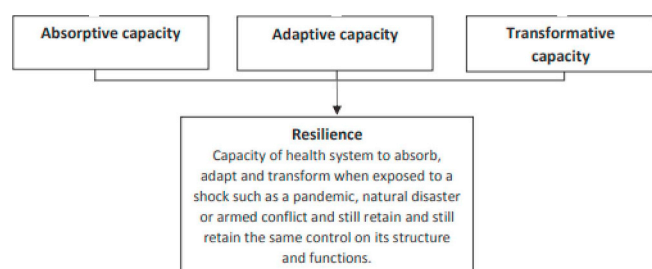 Absorptive capacity
Adaptive capacity
Transformative
capacity
Resilience
Capacity of health system to absorb,
adapt and transform when exposed to a
shock such as a pandemic, natural disaster
or armed conflict and still retain and still
retain the same control on its structure
and functions.